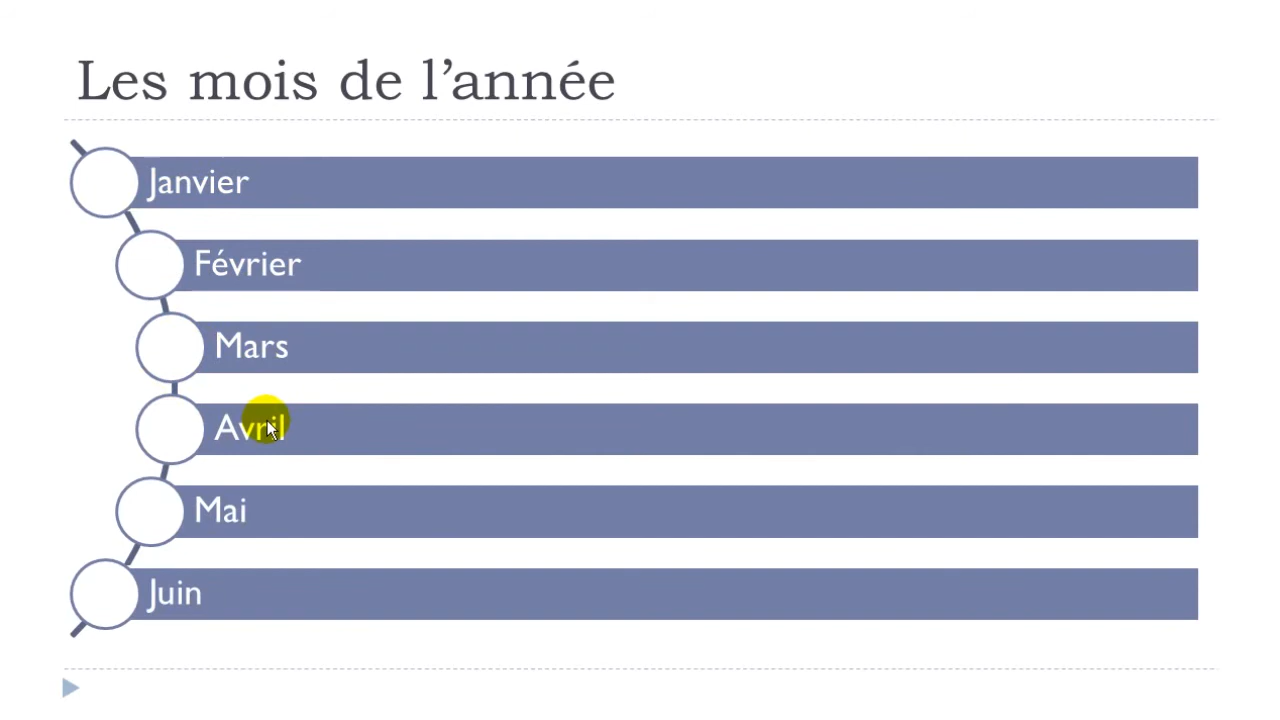 Les mois de l’année
Janvier
Février
Mars
Avril
Mai
Juin